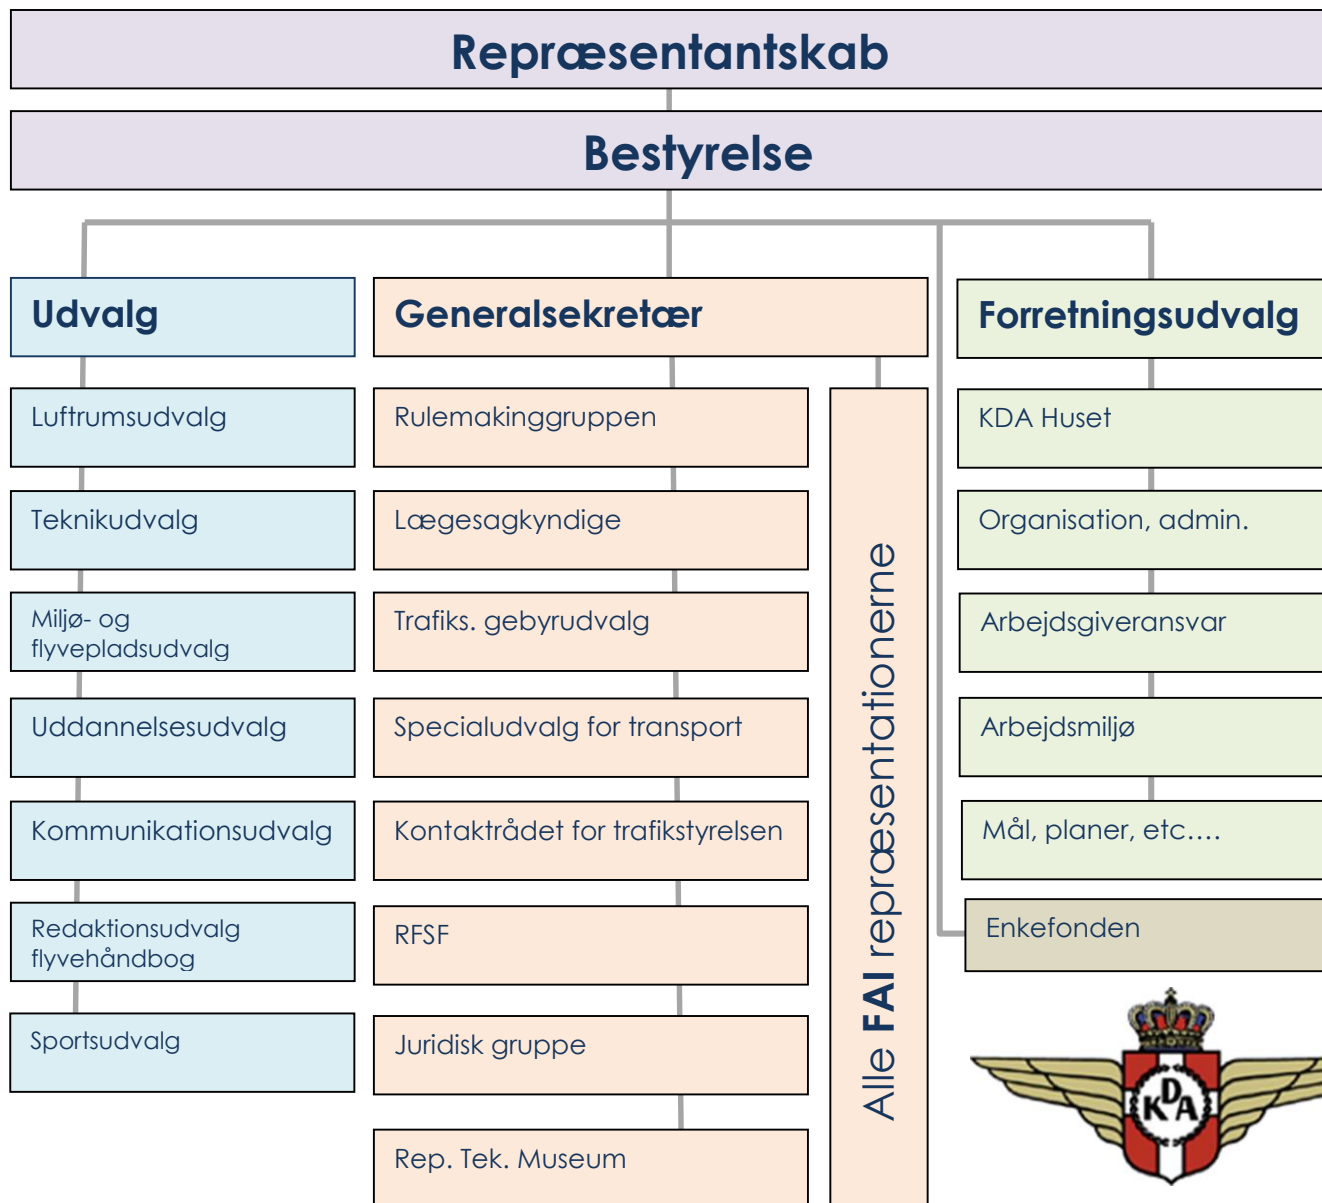 Repræsentantskab
Bestyrelse
Udvalg
Luftrumsudvalg
Teknikudvalg
Miljø- og
flyvepladsudvalg
Uddannelsesudvalg
Kommunikationsudvalg
Redaktionsudvalg
flyvehåndbog
Sportsudvalg
Generalsekretær
Rulemakinggruppen
Lægesagkyndige
Trafiks. gebyrudvalg
Specialudvalg for transport
Kontaktrådet for trafikstyrelsen
RFSF
Juridisk gruppe
Rep. Tek. Museum
Alle FAI repræsentationerne
Forretningsudvalg
KDA Huset
Organisation, admin.
Arbejdsgiveransvar
Arbejdsmiljø
Mål, planer, etc....
Enkefonden
KDA